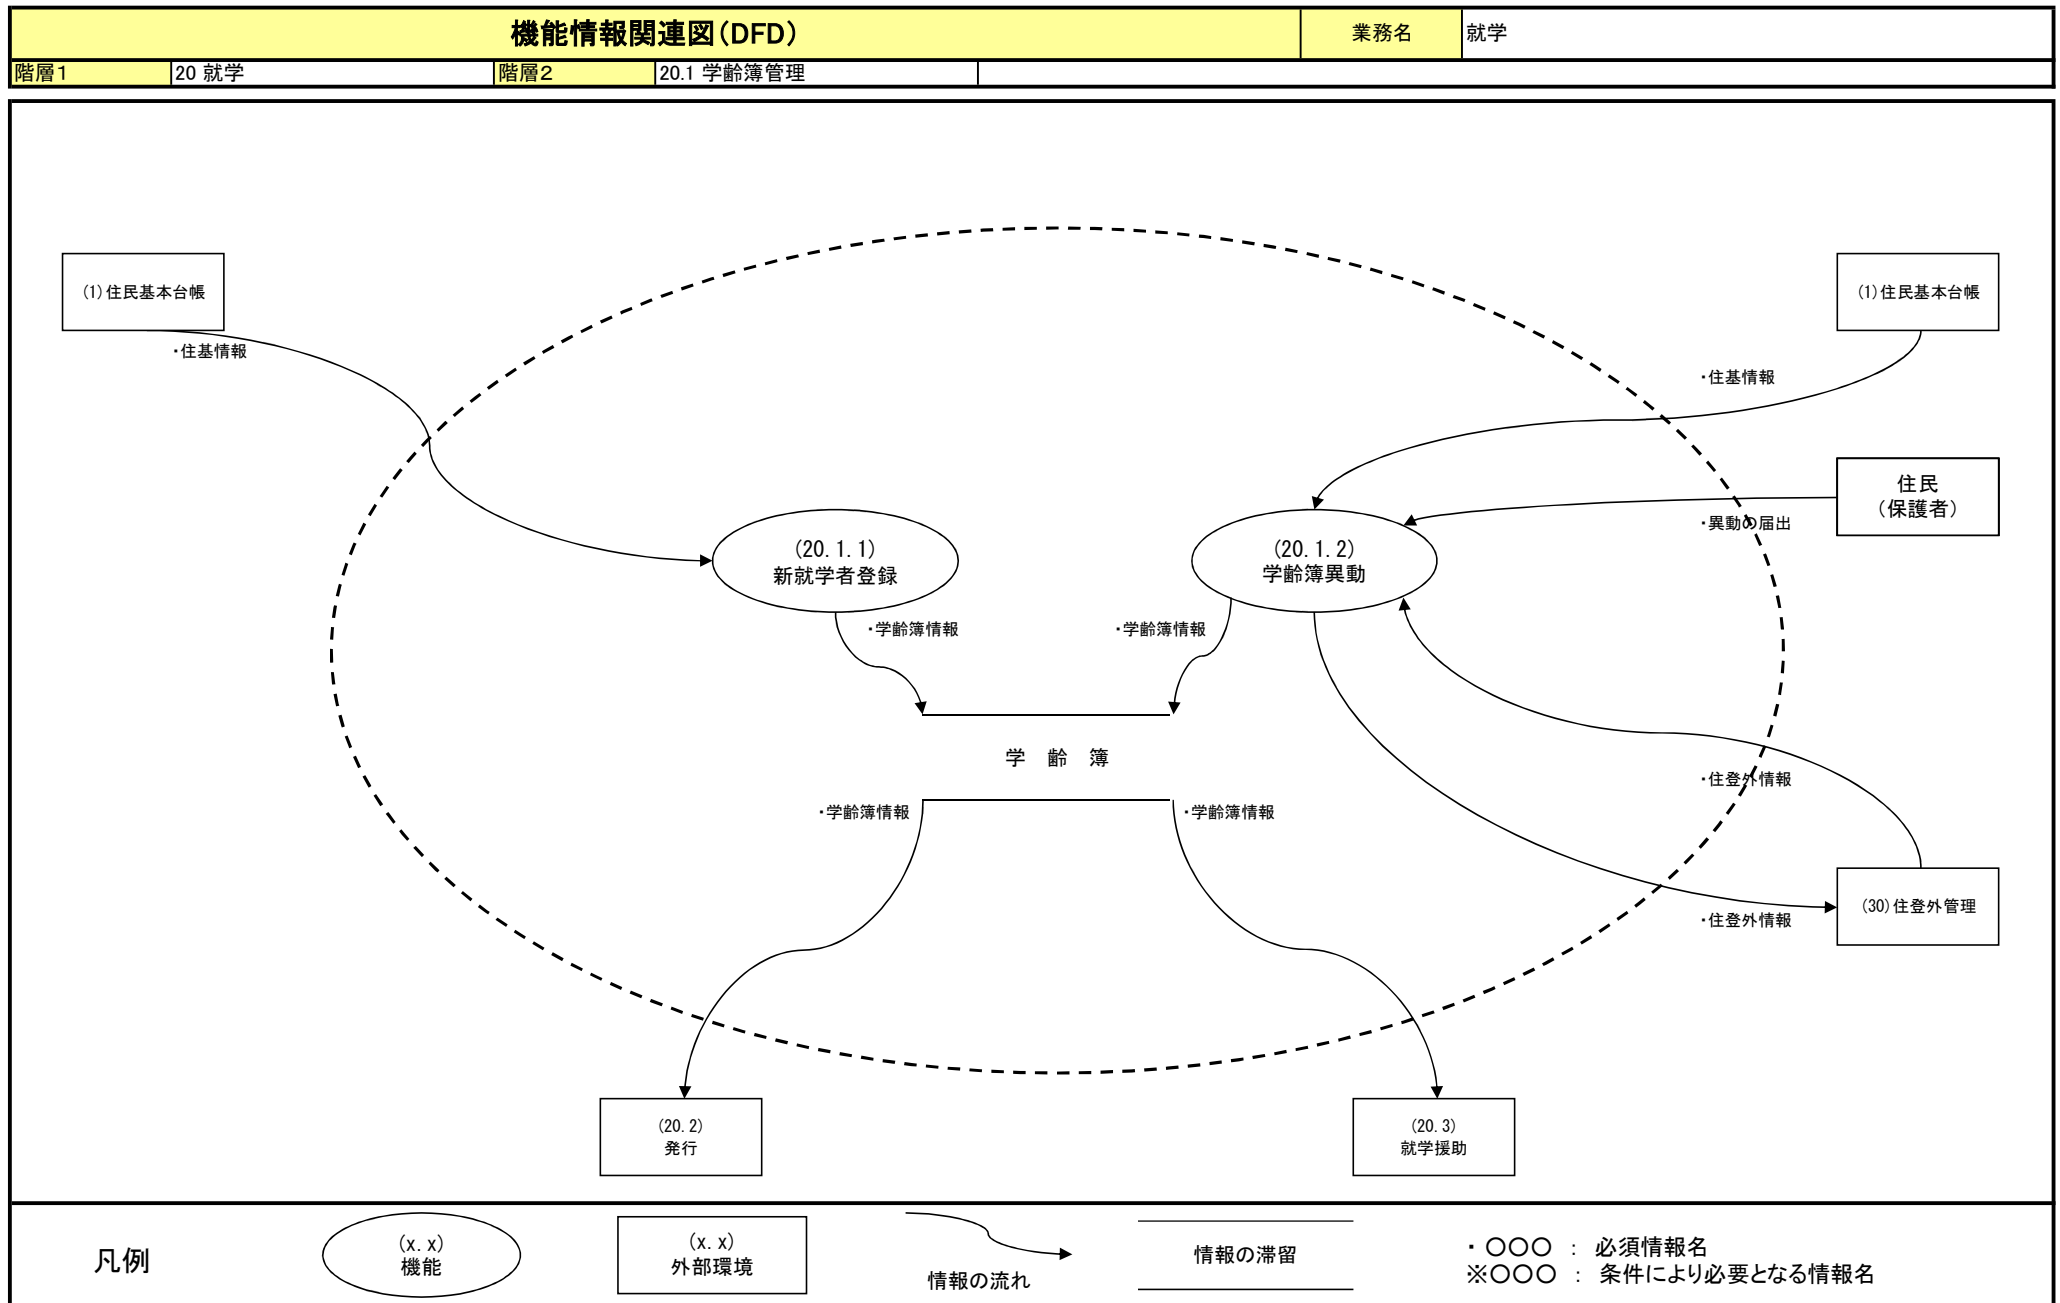 機能情報関連図(DFD)
業務名
就学
階層1
20 就学
階層2
20.1 学齢簿管理
(1)住民基本台帳
(1)住民基本台帳
・住基情報
・住基情報
住民
(保護者)
・異動の届出
(20.1.1)
新就学者登録
(20.1.2)
学齢簿異動
・学齢簿情報
・学齢簿情報
学 齢 簿
・住登外情報
・学齢簿情報
・学齢簿情報
(30)住登外管理
・住登外情報
(20.2)
発行
(20.3)
就学援助
凡例
(x.x)
機能
(x.x)
外部環境
情報の流れ
情報の滞留
・ ○○○ : 必須情報名
※○○○ : 条件により必要となる情報名